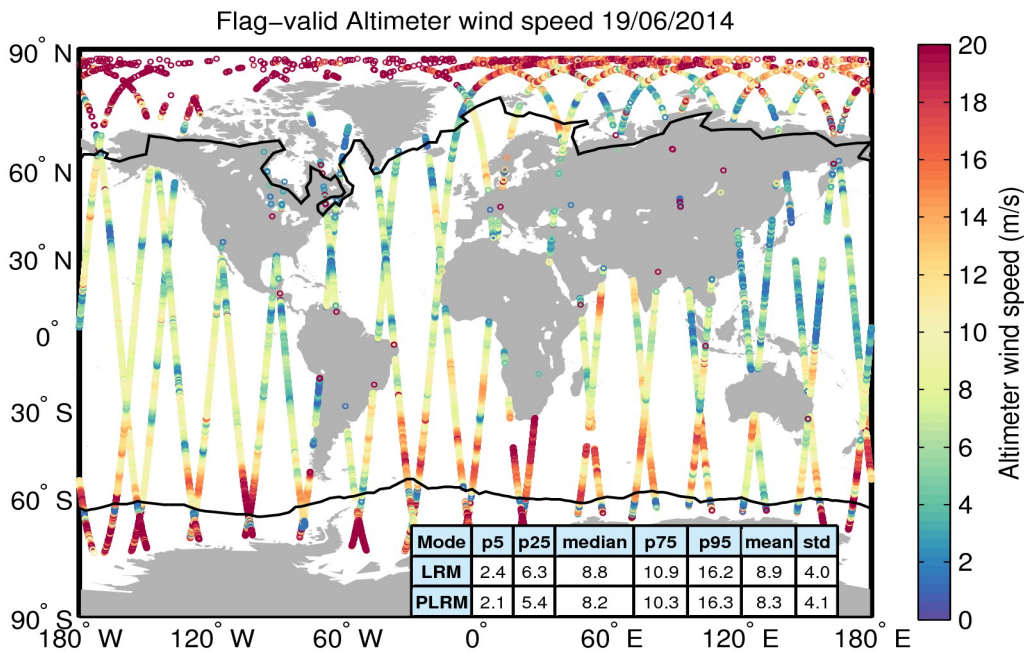 Flag−valid Altimeter wind speed 19/06/2014
90° N
60° N
30° N
0°
30° S
60° S
90° S
180° W
120° W
60° W
0°
60° E
120° E
180° E
Mode p5 p25 median p75 p95 mean std
LRM 2.4 6.3 8.8 10.9 16.2 8.9 4.0
PLRM 2.1 5.4 8.2 10.3 16.3 8.3 4.1
20
18
16
14
12
10
8
6
4
2
0
Altimeter wind speed (m/s)